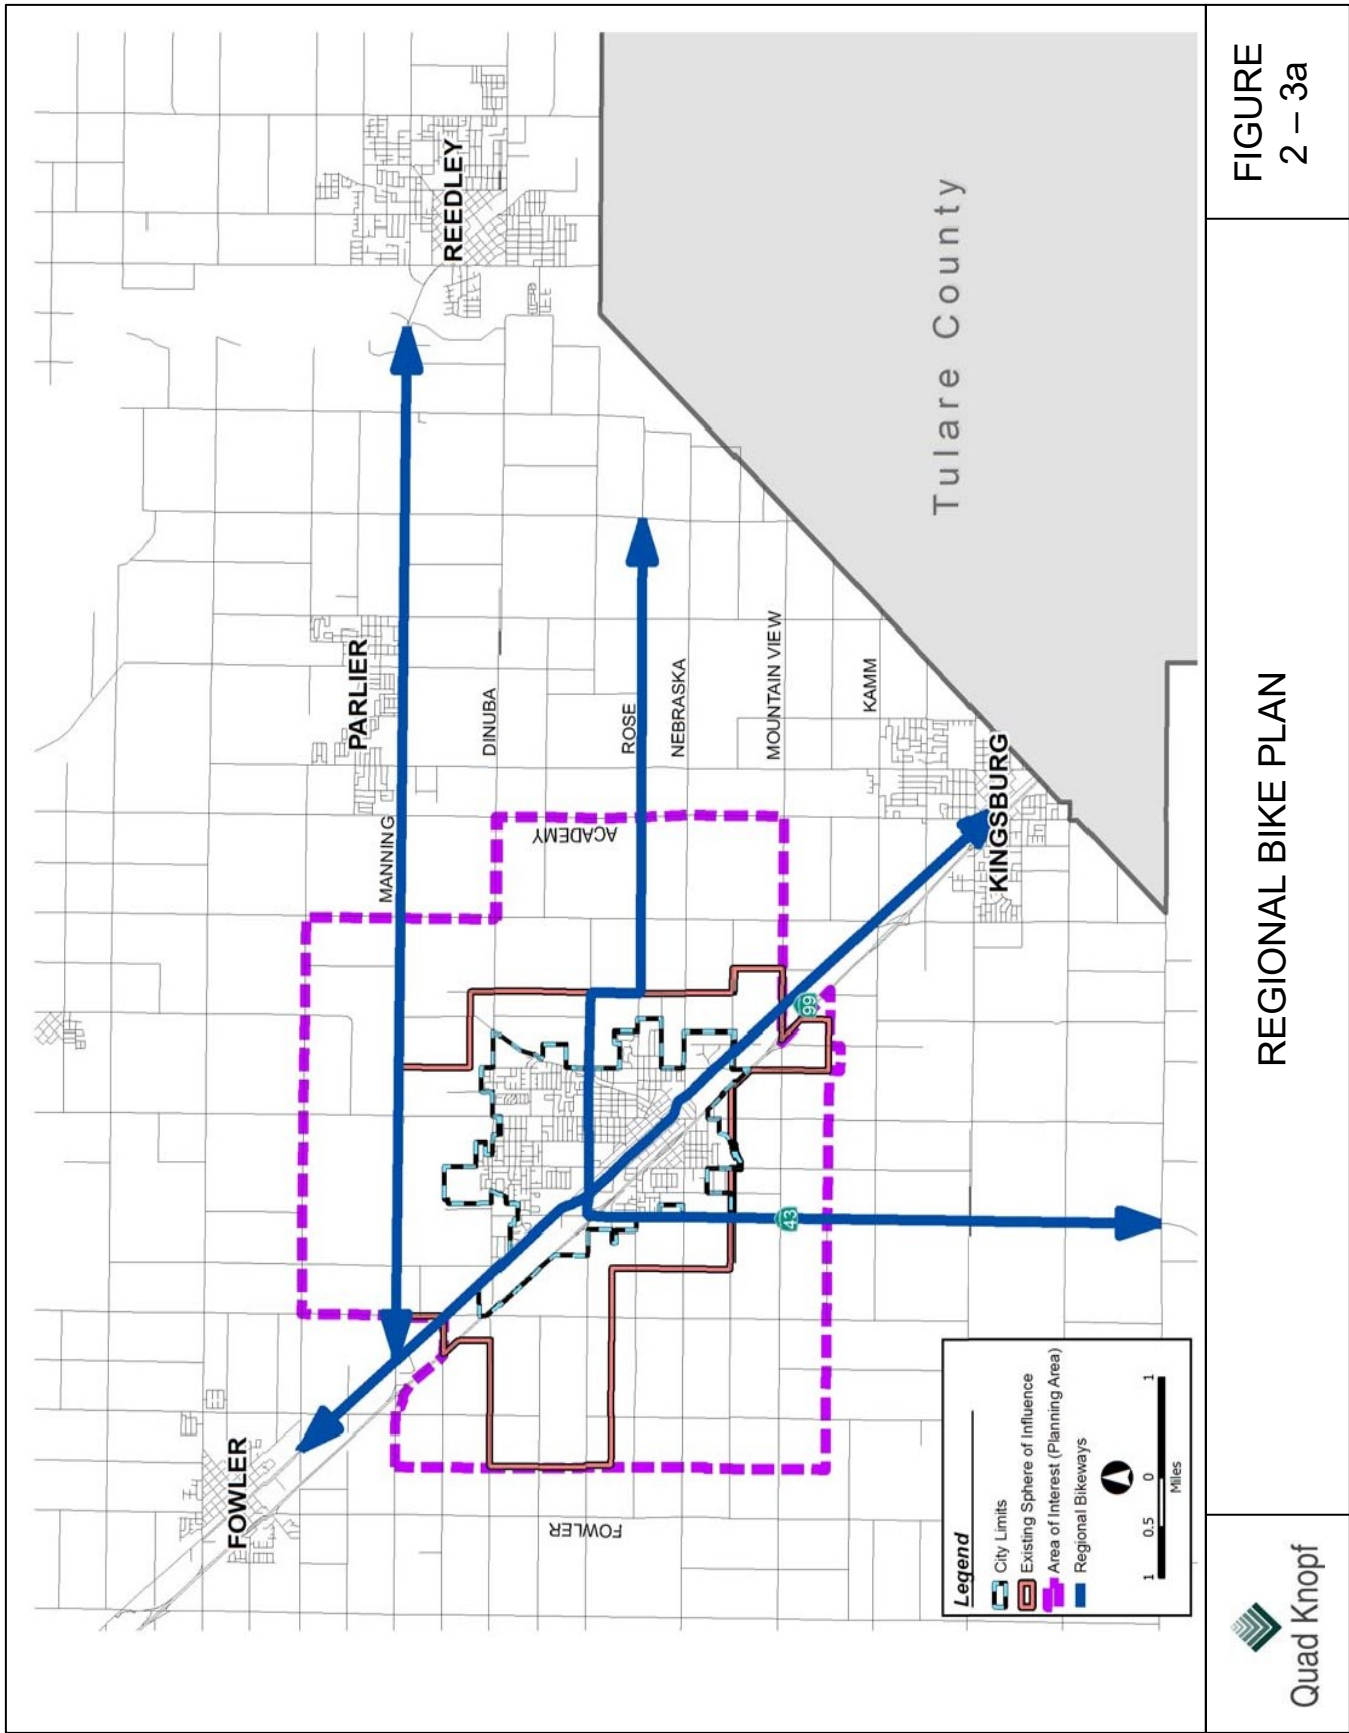 FOWLER
PARLIER
REEDLEY
MANNING
DINUBA
ACADEMY
ROSE
NEBRASKA
MOUNTAIN VIEW
KAMM
FOWLER
99
43
KINGSBURG
Tulare County
Legend
City Limits
Existing Sphere of Influence
Area of Interest (Planning Area)
Regional Bikeways
1 0.5 0 1
Miles
Quad Knopf
REGIONAL BIKE PLAN
FIGURE
2 – 3a